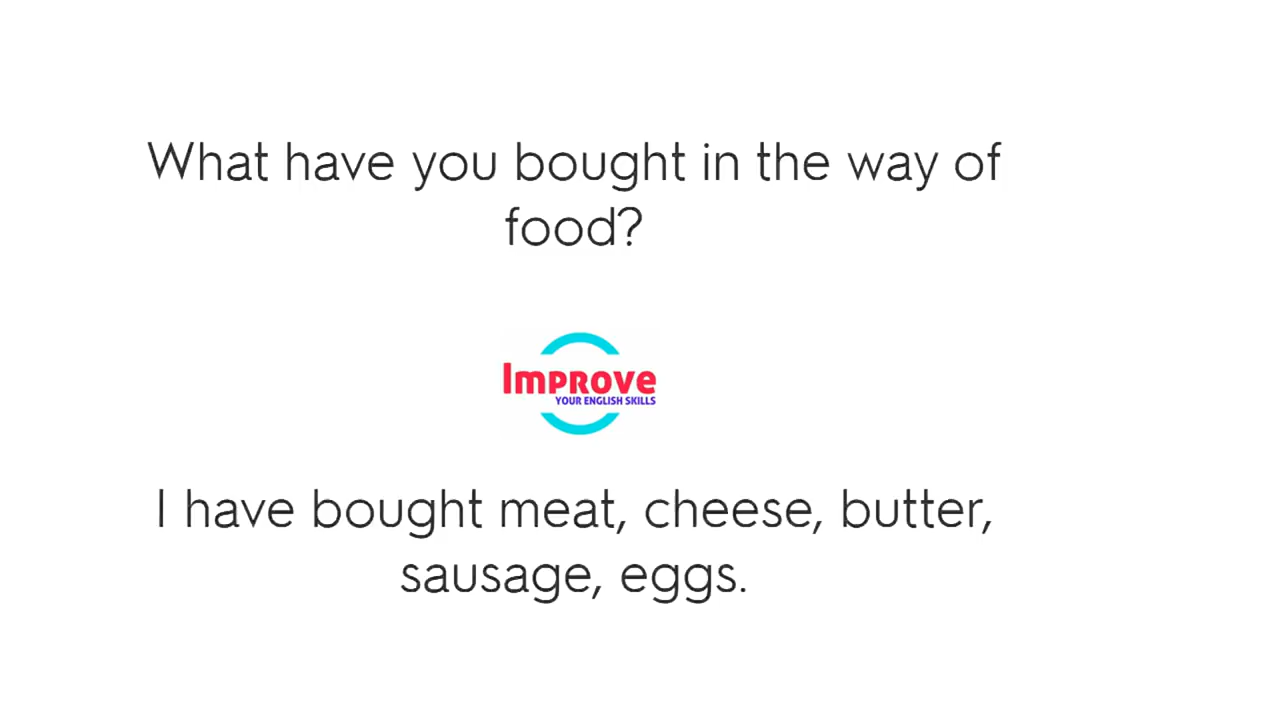 What have you bought in the way of
food?
Improve
YOUR ENGLISH SKILLS
I have bought meat, cheese, butter,
sausage, eggs.